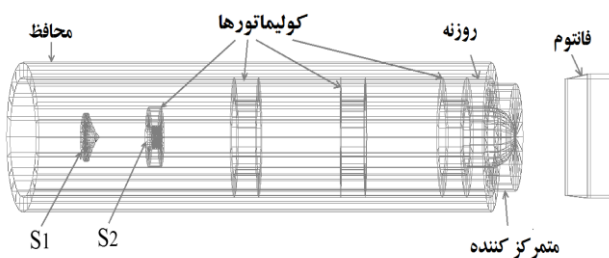 محافظ
کولیماتورها
روزنه
فانتوم
S1
S2
متمرکز کننده